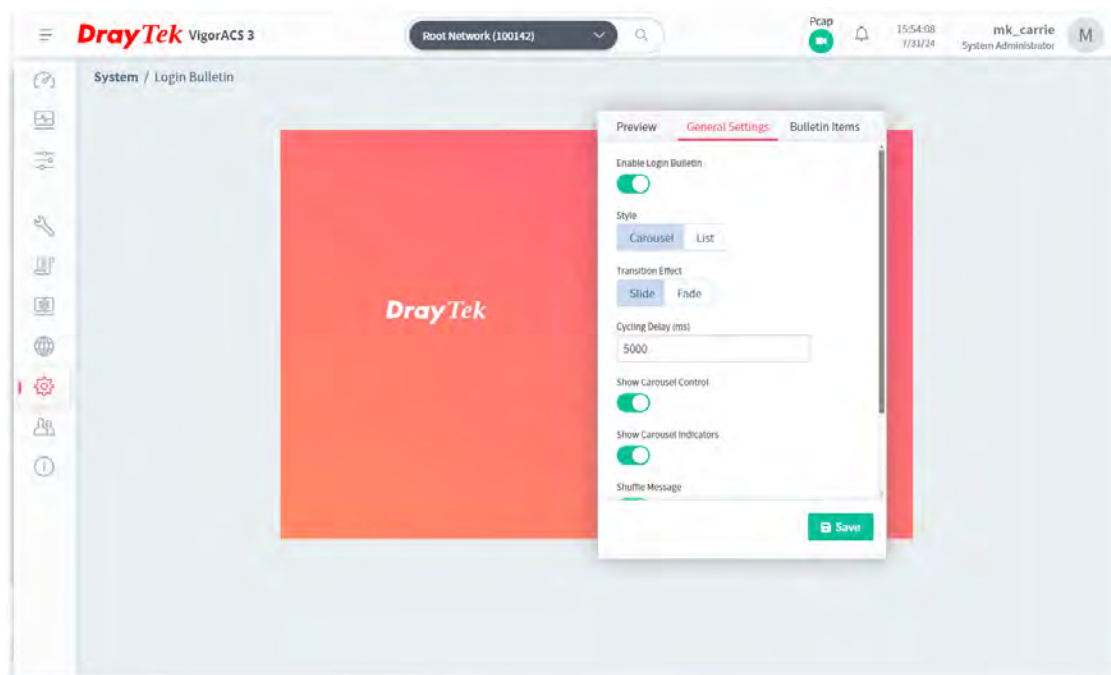 DrayTek VigorACS 3
Root Network (100142)
Pcap
15:54:08
7/31/24
mk_carrie
System Administrator
M
System / Login Bulletin
Preview General Settings Bulletin Items
Enable Login Bulletin
Style
Carousel List
Transition Effect
Slide Fade
DrayTek
Cycling Delay (ms)
5000
Show Carousel Control
Show Carousel Indicators
Shuffle Message
Save